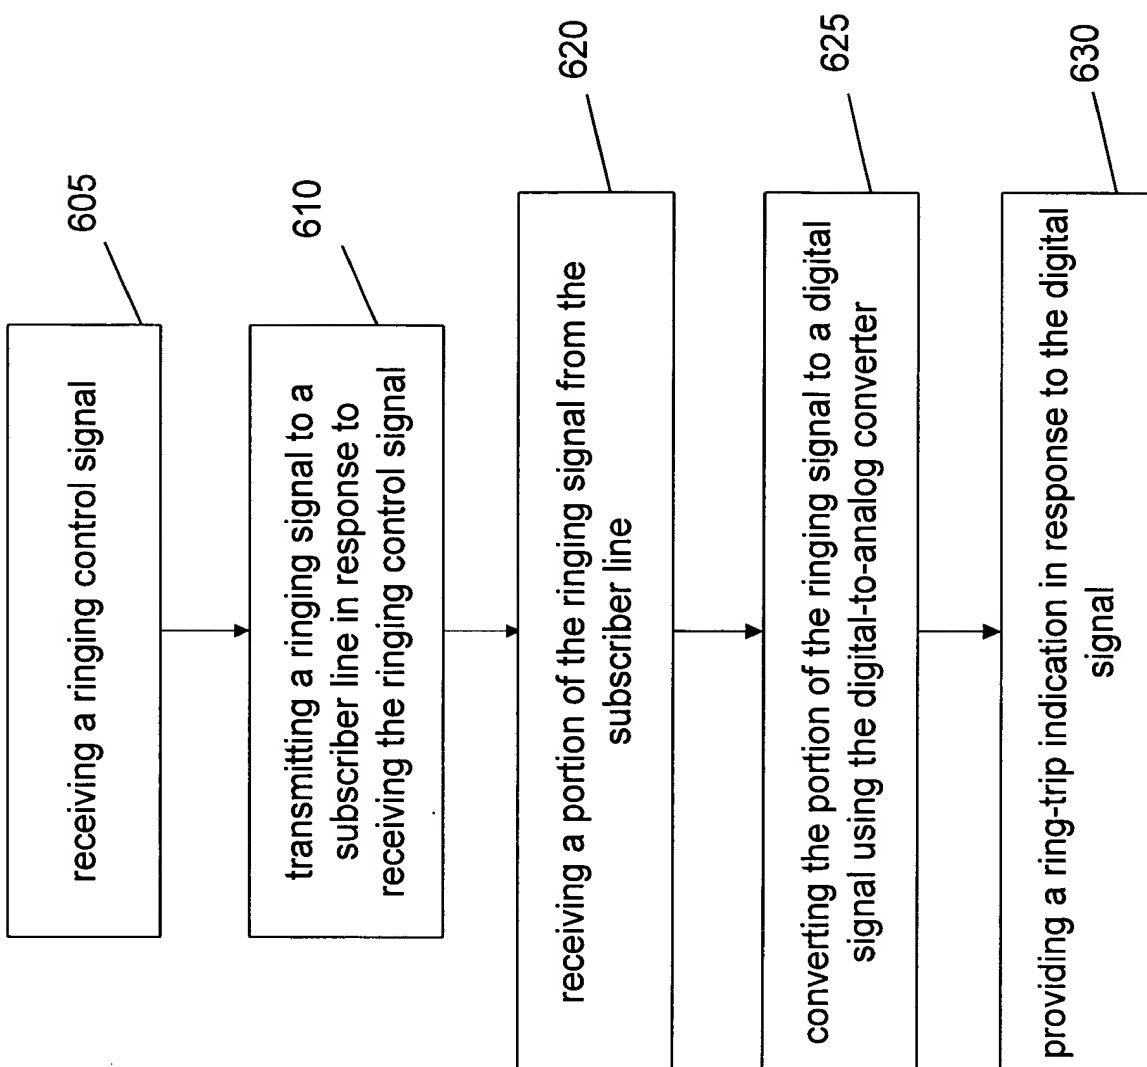 605
receiving a ringing control signal
610
transmitting a ringing signal to a
subscriber line in response to
receiving the ringing control signal
620
receiving a portion of the ringing signal from the
subscriber line
625
converting the portion of the ringing signal to a digital
signal using the digital-to-analog converter
630
providing a ring-trip indication in response to the digital
signal